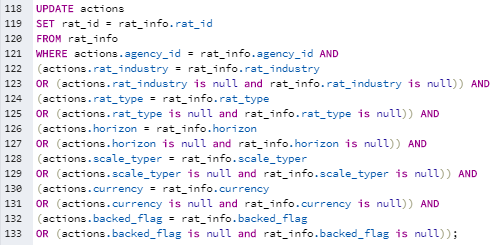 118 UPDATE actions
119 SET rat_id = rat_info.rat_id
120 FROM rat_info
121 WHERE actions.agency_id = rat_info.agency_id AND
122 (actions.rat_industry = rat_info.rat_industry
123 OR (actions.rat_industry is null and rat_info.rat_industry is null)) AND
124 (actions.rat_type = rat_info.rat_type
125 OR (actions.rat_type is null and rat_info.rat_type is null)) AND
126 (actions.horizon = rat_info.horizon
127 OR (actions.horizon is null and rat_info.horizon is null)) AND
128 (actions.scale_typer = rat_info.scale_typer
129 OR (actions.scale_typer is null and rat_info.scale_typer is null)) AND
130 (actions.currency = rat_info.currency
131 OR (actions.currency is null and rat_info.currency is null)) AND
132 (actions.backed_flag = rat_info.backed_flag
133 OR (actions.backed_flag is null and rat_info.backed_flag is null));